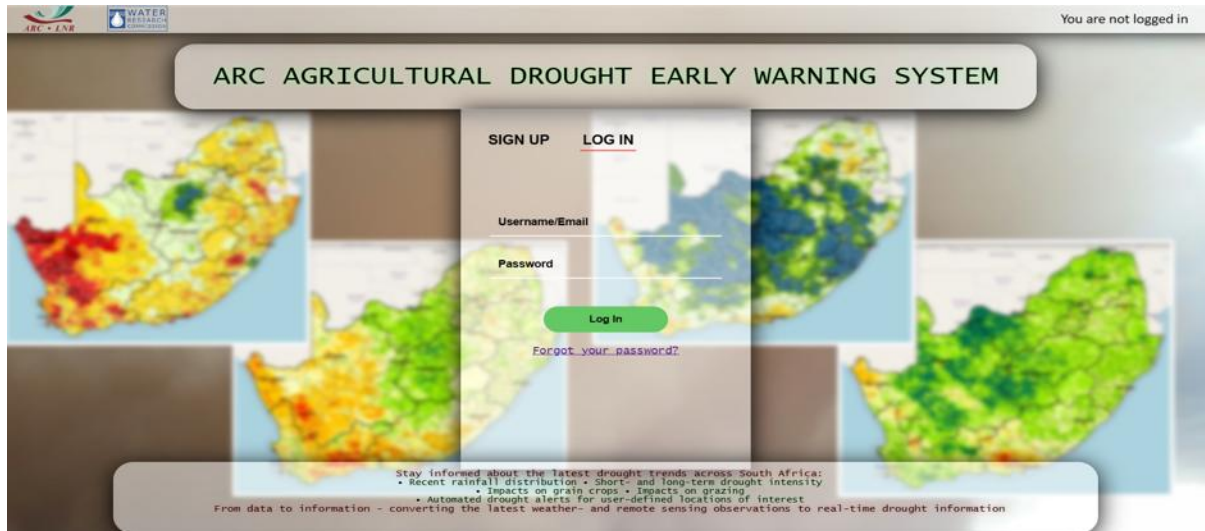 ARC • LNR
WATER
RESEARCH
COMMISSION
You are not logged in
ARC AGRICULTURAL DROUGHT EARLY WARNING SYSTEM
SIGN UP LOG IN
Username/Email
Password
Log In
Forgot your password?
Stay informed about the latest drought trends across South Africa:
• Recent rainfall distribution • Short- and long-term drought intensity
• Impacts on grain crops • Impacts on grazing
• Automated drought alerts for user-defined locations of interest
From data to information - converting the latest weather- and remote sensing observations to real-time drought information